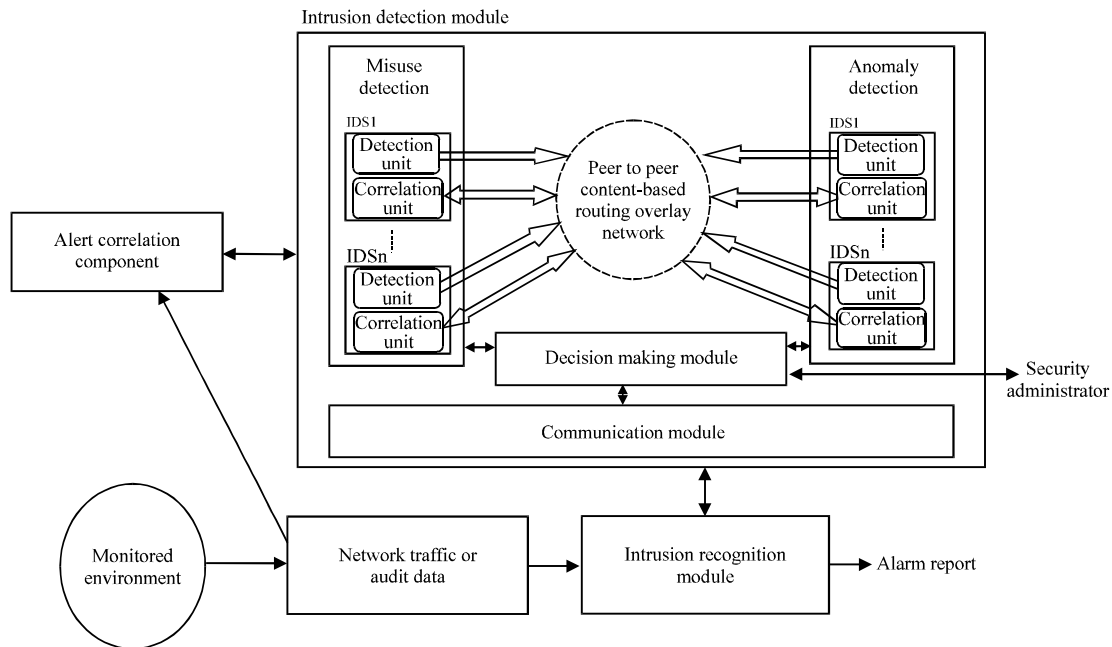 Intrusion detection module
Misuse
detection
IDS1
Detection
unit
Correlation
unit
IDSn
Detection
unit
Correlation
unit
Peer to peer
content-based
routing overlay
network
Anomaly
detection
IDS1
Detection
unit
Correlation
unit
IDSn
Detection
unit
Correlation
unit
Alert correlation
component
Decision making module
Security
administrator
Communication module
Monitored
environment
Network traffic or
audit data
Intrusion recognition
module
Alarm report